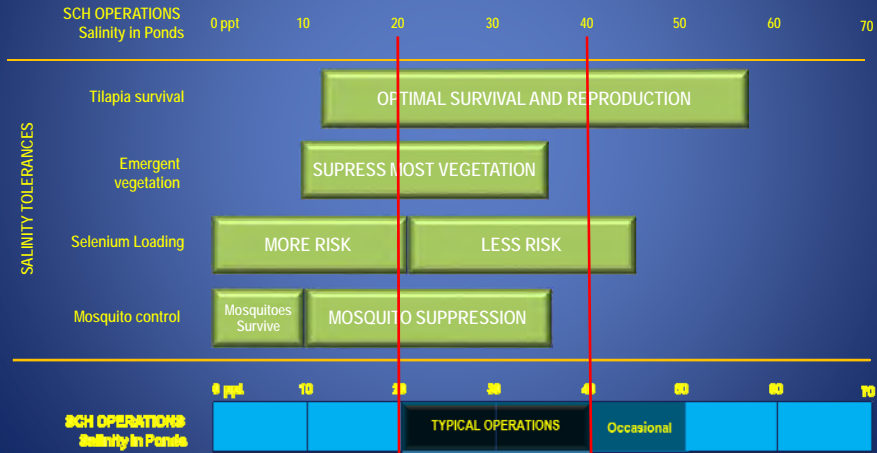 SCH OPERATIONS
Salinity in Ponds
0 ppt 10 20 30 40 50 60 70
SALINITY TOLERANCES
Tilapia survival
OPTIMAL SURVIVAL AND REPRODUCTION
Emergent
vegetation
SUPRESS MOST VEGETATION
Selenium Loading
MORE RISK LESS RISK
Mosquito control
Mosquitoes
Survive
MOSQUITO SUPPRESSION
0 ppt 10 20 30 40 50 60 70
SCH OPERATIONS
Salinity in Ponds
TYPICAL OPERATIONS Occasional